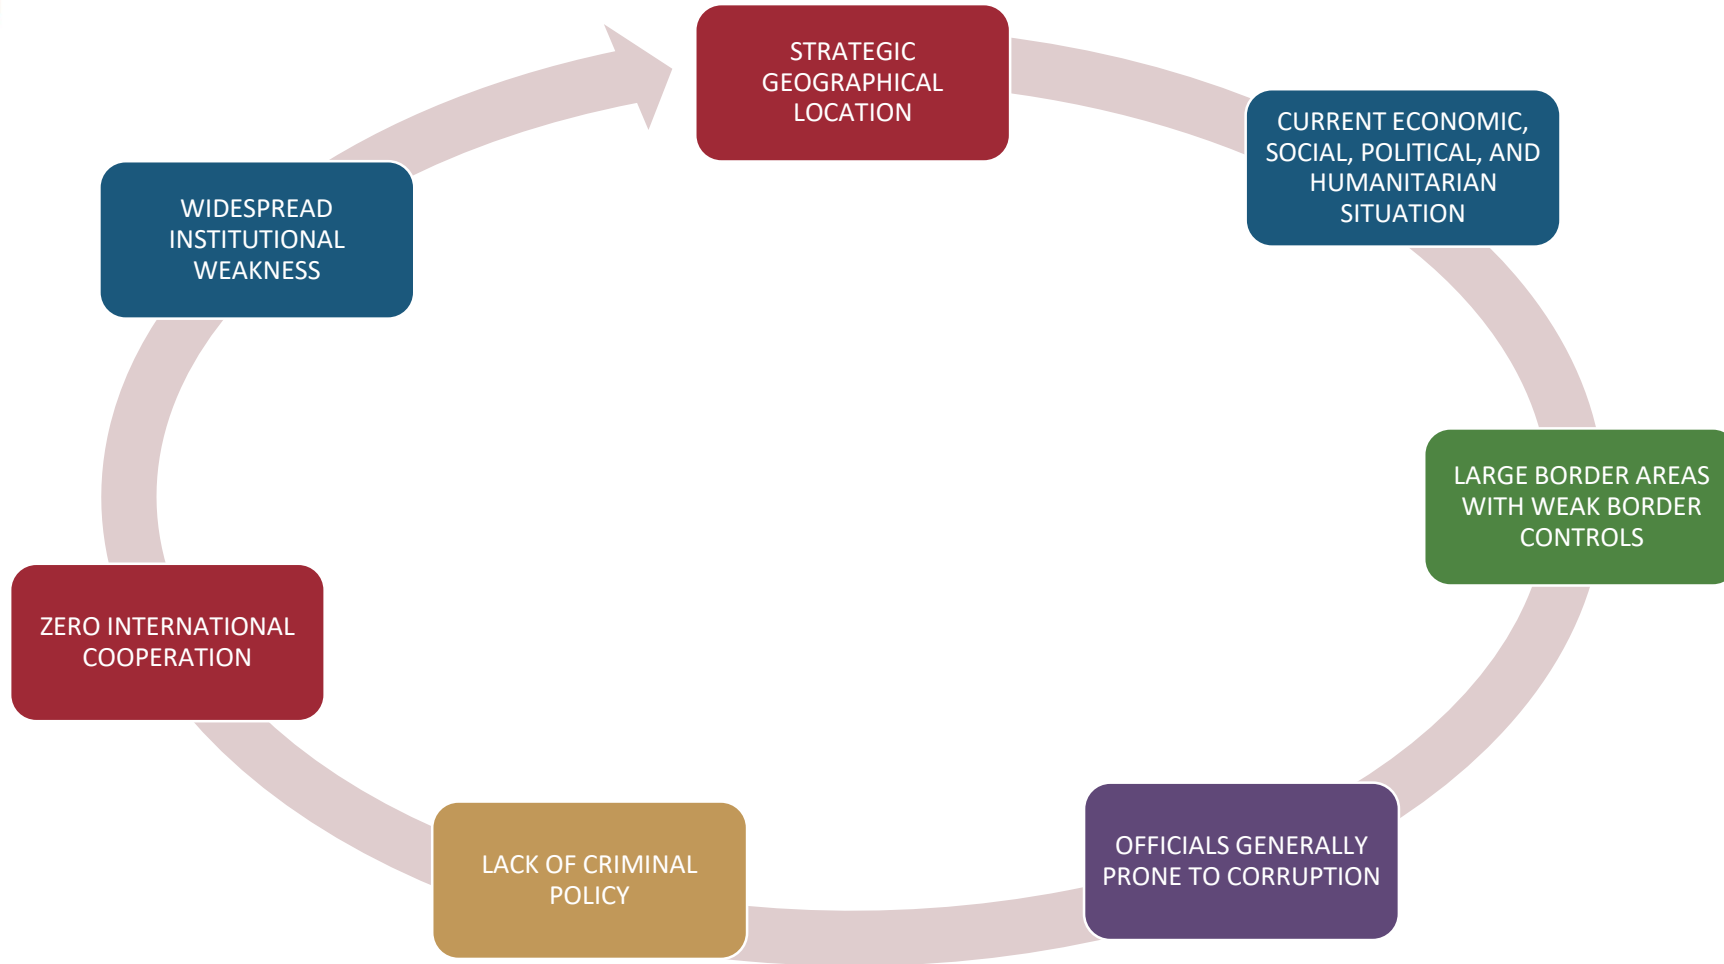 STRATEGIC
GEOGRAPHICAL
LOCATION
CURRENT ECONOMIC,
SOCIAL, POLITICAL, AND
HUMANITARIAN
SITUATION
LARGE BORDER AREAS
WITH WEAK BORDER
CONTROLS
OFFICIALS GENERALLY
PRONE TO CORRUPTION
LACK OF CRIMINAL
POLICY
ZERO INTERNATIONAL
COOPERATION
WIDESPREAD
INSTITUTIONAL
WEAKNESS